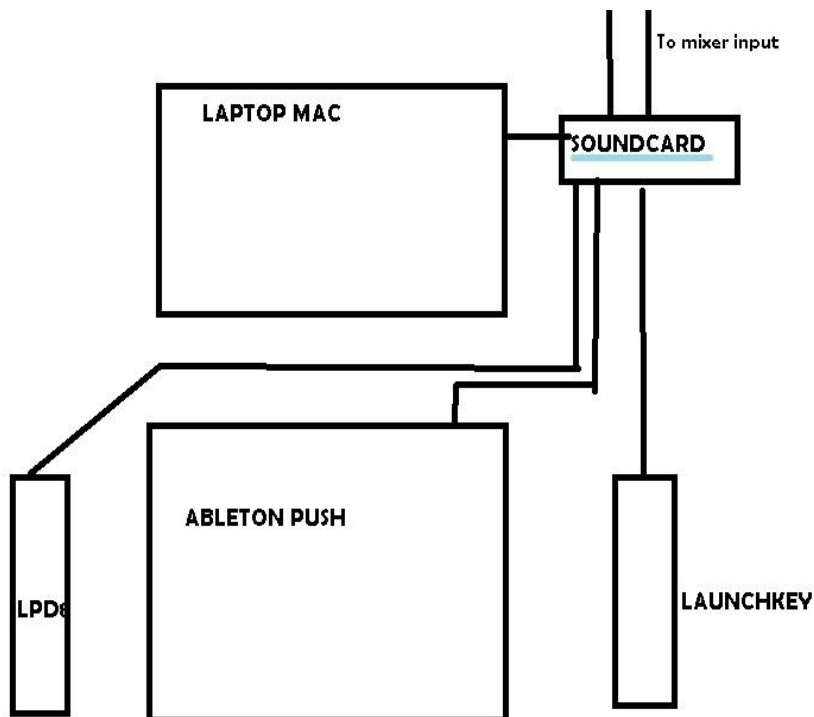 To mixer input
LAPTOP MAC
SOUNDCARD
ABLETON PUSH
LPD8
LAUNCHKEY